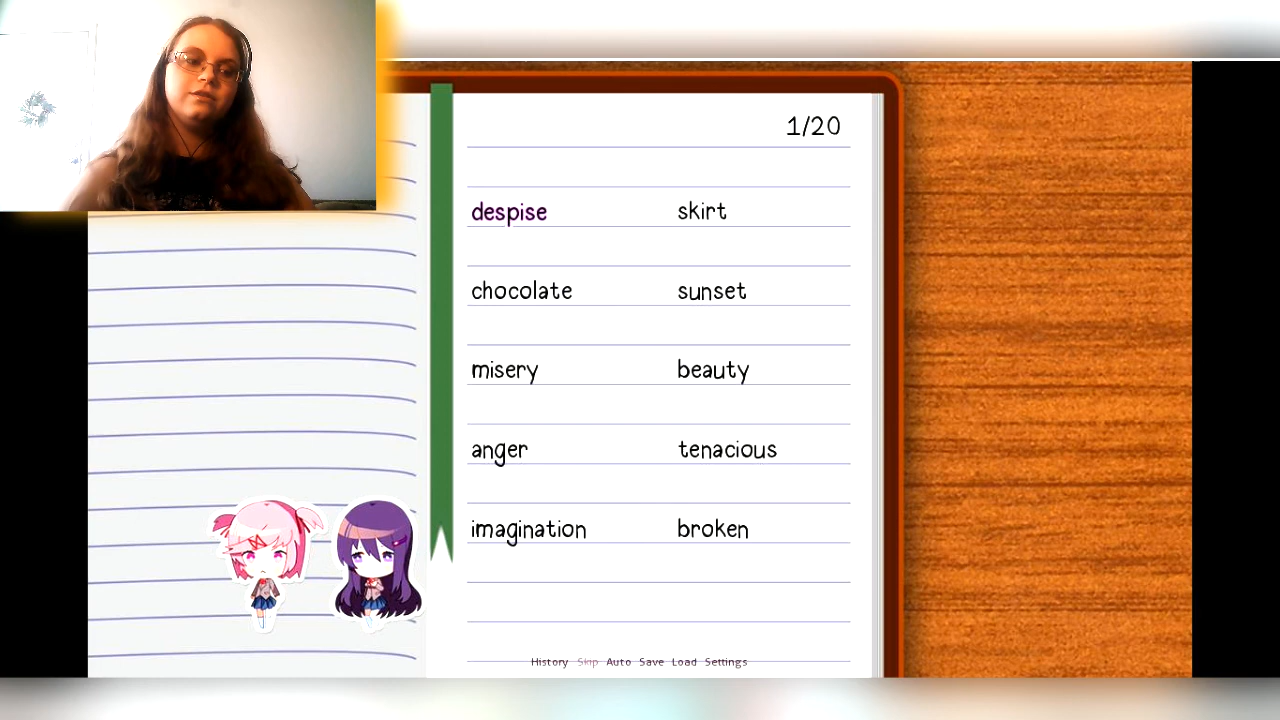 1/20
despise skirt
chocolate sunset
misery beauty
anger tenacious
imagination broken
History Skip Auto Save Load Settings